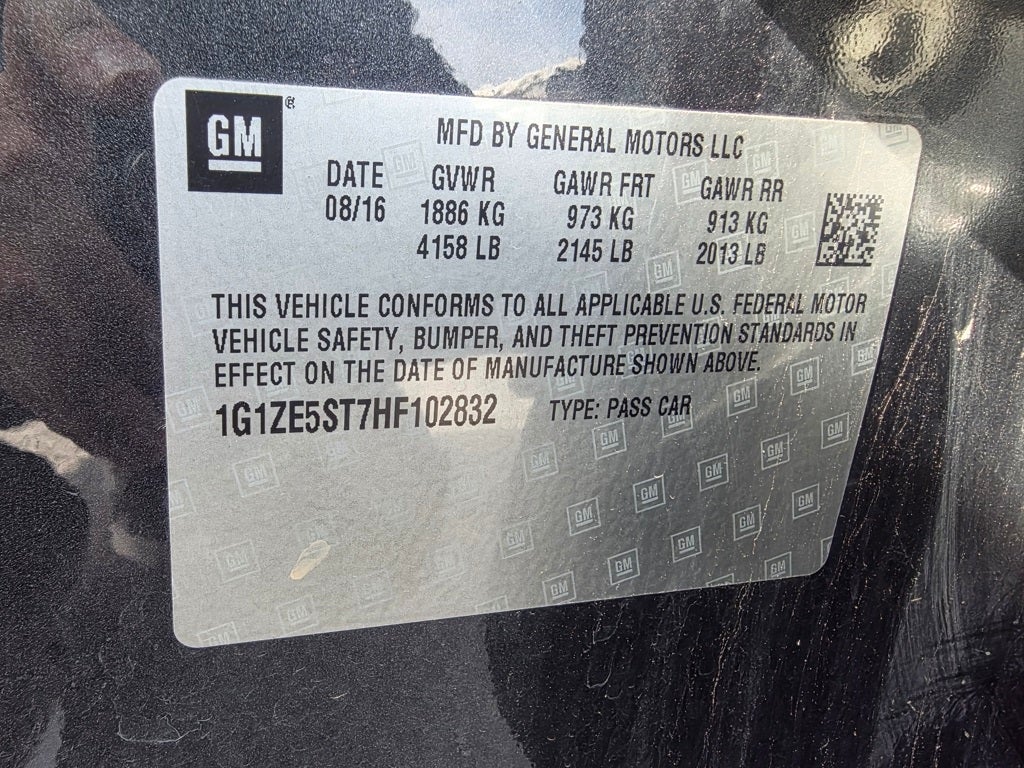 GM ®
MFD BY GENERAL MOTORS LLC
DATE GVWR GAWR FRT GAWR RR
08/16 1886 KG 973 KG 913 KG
4158 LB 2145 LB 2013 LB
THIS VEHICLE CONFORMS TO ALL APPLICABLE U.S. FEDERAL MOTOR
VEHICLE SAFETY, BUMPER, AND THEFT PREVENTION STANDARDS IN
EFFECT ON THE DATE OF MANUFACTURE SHOWN ABOVE.
1G1ZE5ST7HF102832 TYPE: PASS CAR